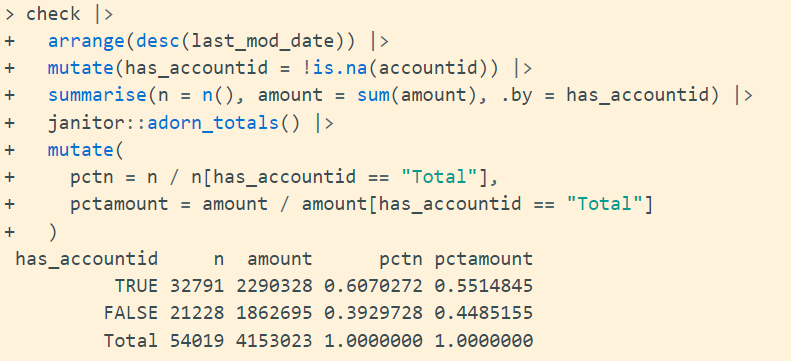 > check |>
+   arrange(desc(last_mod_date)) |>
+   mutate(has_accountid = !is.na(accountid)) |>
+   summarise(n = n(), amount = sum(amount), .by = has_accountid) |>
+   janitor::adorn_totals() |>
+   mutate(
+     pctn = n / n[has_accountid == "Total"],
+     pctamount = amount / amount[has_accountid == "Total"]
+   )
 has_accountid     n  amount      pctn pctamount
          TRUE 32791 2290328 0.6070272 0.5514845
         FALSE 21228 1862695 0.3929728 0.4485155
         Total 54019 4153023 1.0000000 1.0000000